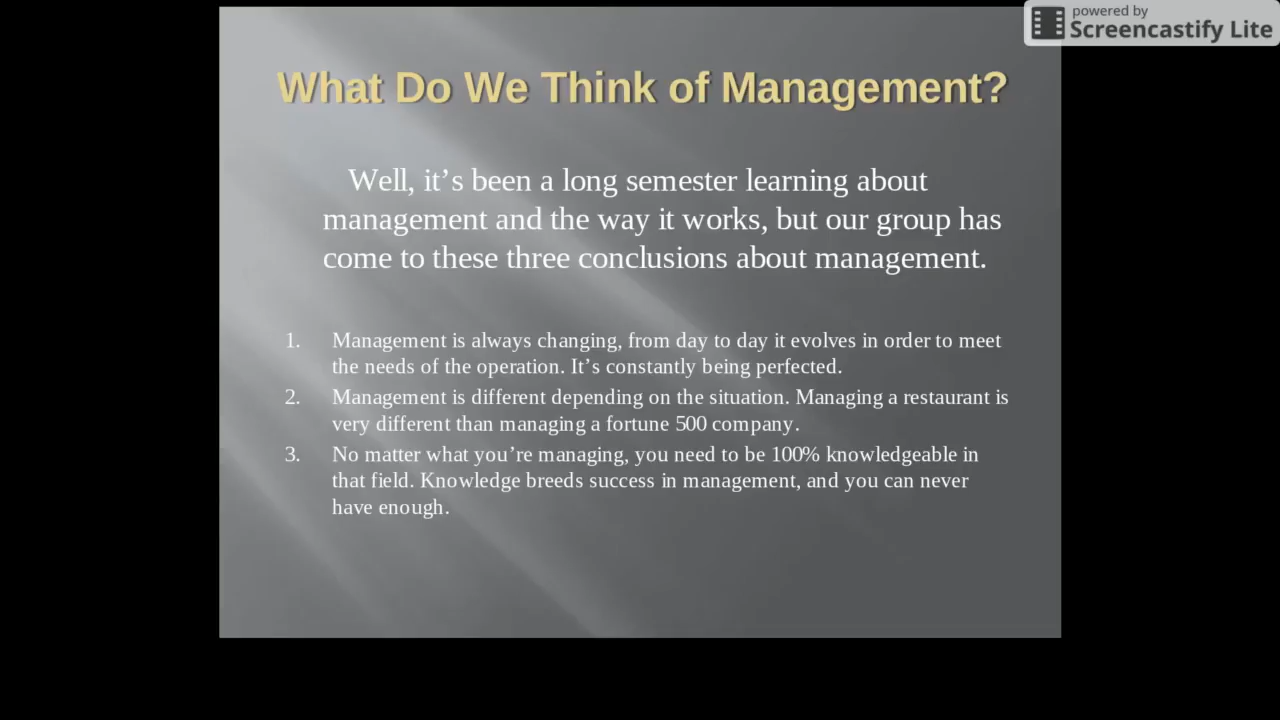 powered by
Screencastify Lite
What Do We Think of Management?
Well, it’s been a long semester learning about
management and the way it works, but our group has
come to these three conclusions about management.
1. Management is always changing, from day to day it evolves in order to meet
the needs of the operation. It’s constantly being perfected.
2. Management is different depending on the situation. Managing a restaurant is
very different than managing a fortune 500 company.
3. No matter what you’re managing, you need to be 100% knowledgeable in
that field. Knowledge breeds success in management, and you can never
have enough.